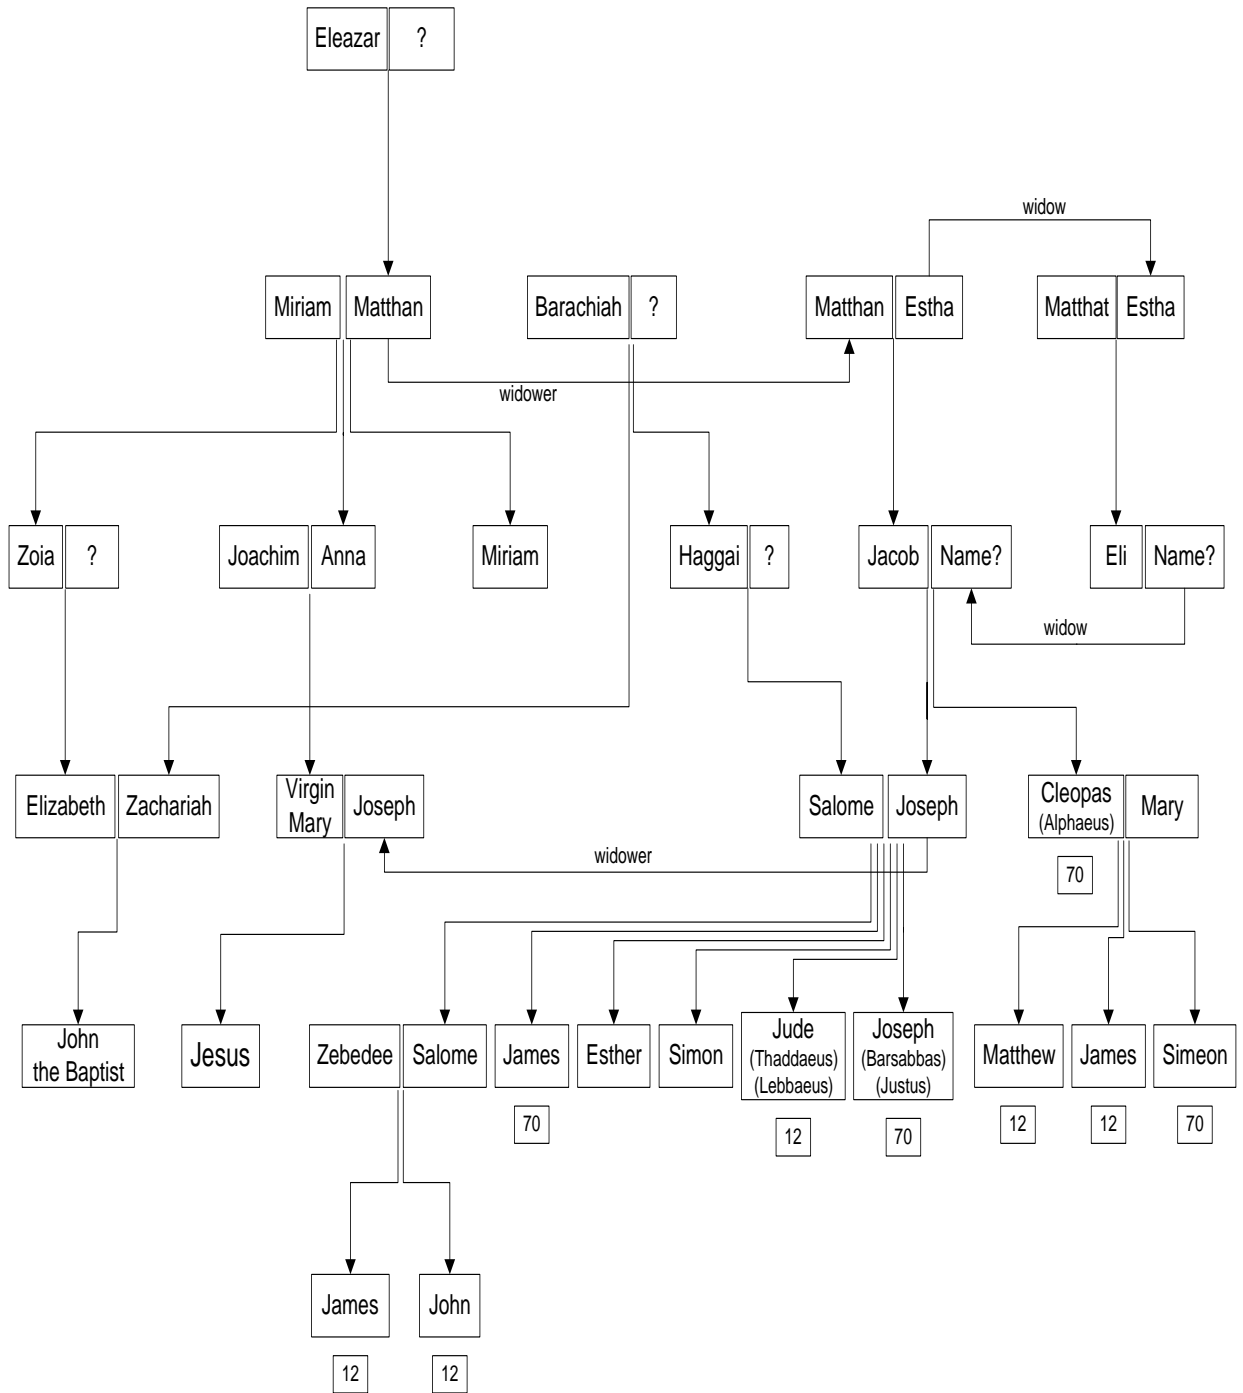 Eleazar ?
widow
Miriam Matthan Barachiah ? Matthan Estha Matthat Estha
widower
Zoia ? Joachim Anna Miriam Haggai ? Jacob Name? Eli Name?
widow
Elizabeth Zachariah Virgin
Mary Joseph Salome Joseph Cleopas
(Alphaeus) Mary
widower
70
John
the Baptist
Jesus
Zebedee Salome James Esther Simon
Jude
(Thaddaeus)
(Lebbaeus)
Joseph
(Barsabbas)
(Justus)
Matthew James Simeon
70 12 70 12 12 70
James John
12 12